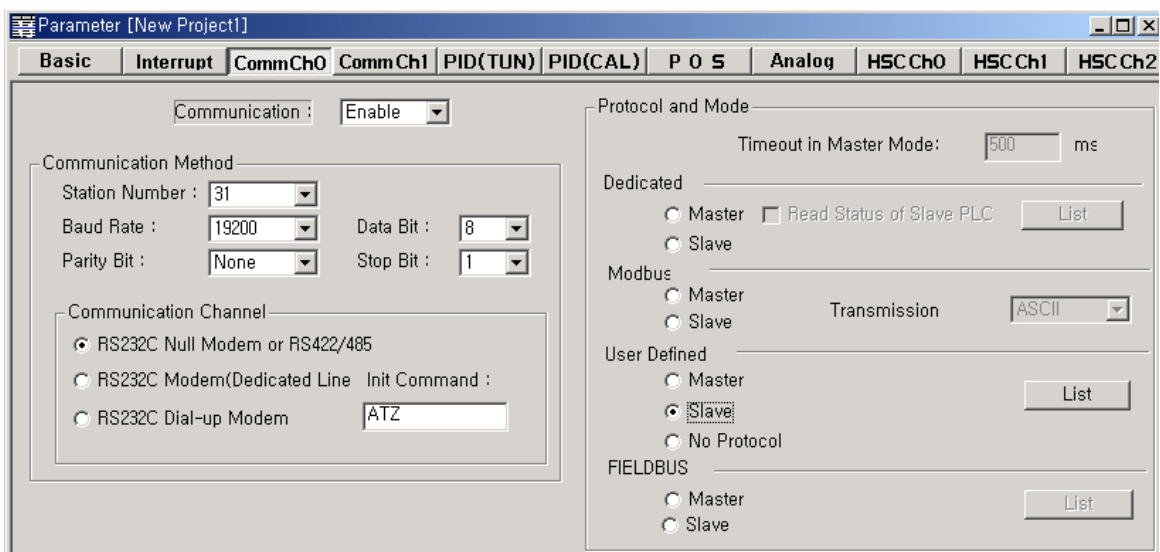 Parameter [New Project1]
Basic Interrupt CommCh0 CommCh1 PID(TUN) PID(CAL) P O S Analog HSCCh0 HSCCh1 HSCCh2
Communication : Enable
Communication Method
Station Number : 31
Baud Rate : 19200 Data Bit : 8
Parity Bit : None Stop Bit : 1
Communication Channel
RS232C Null Modem or RS422/485
RS232C Modem(Dedicated Line Init Command :
RS232C Dial-up Modem ATZ
Protocol and Mode
Timeout in Master Mode: 500 ms
Dedicated
Master Read Status of Slave PLC List
Slave
Modbus
Master
Transmission ASCII
Slave
User Defined
Master
List
Slave
No Protocol
FIELDBUS
Master List
Slave